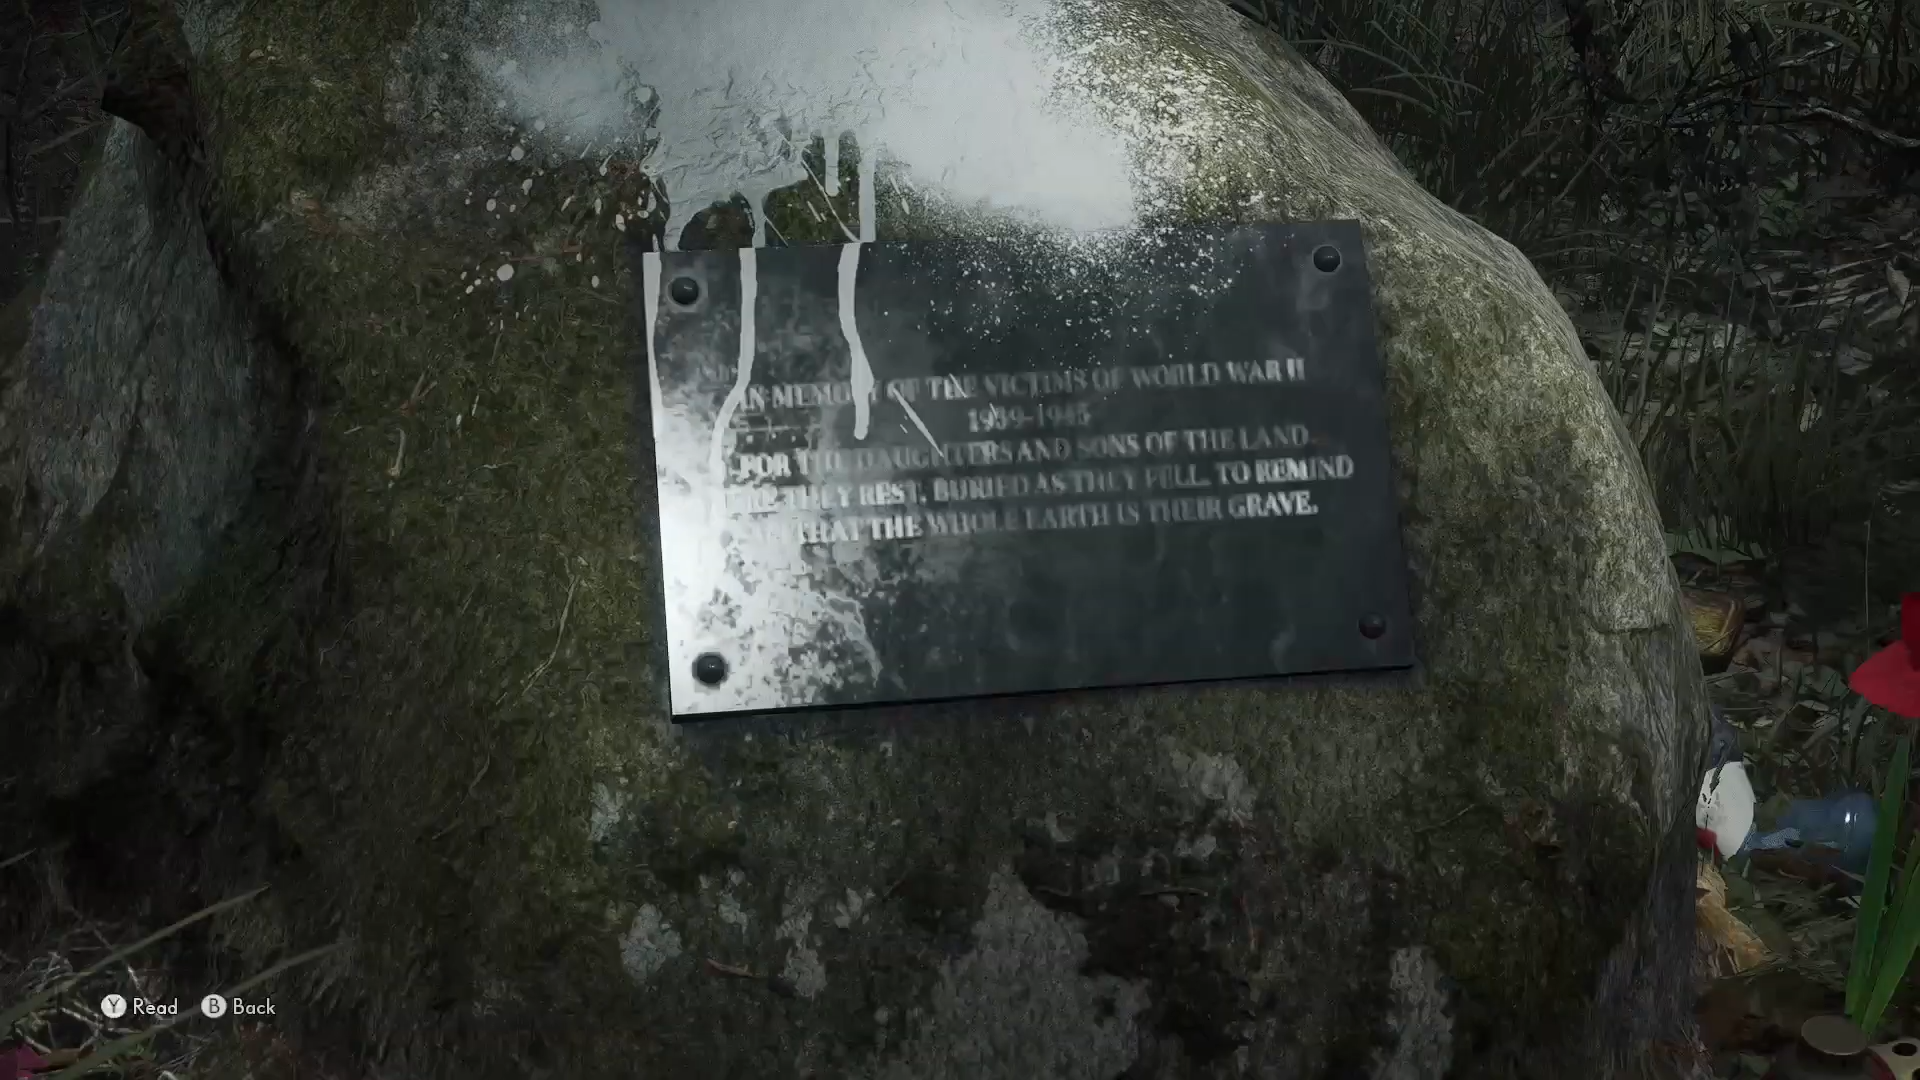 IN MEMORY OF THE VICTIMS OF WORLD WAR II
1939-1945
FOR THE DAUGHTERS AND SONS OF THE LAND
THEY REST, BURIED AS THEY FELL, TO REMIND
THAT THE WHOLE EARTH IS THEIR GRAVE.
Y Read B Back